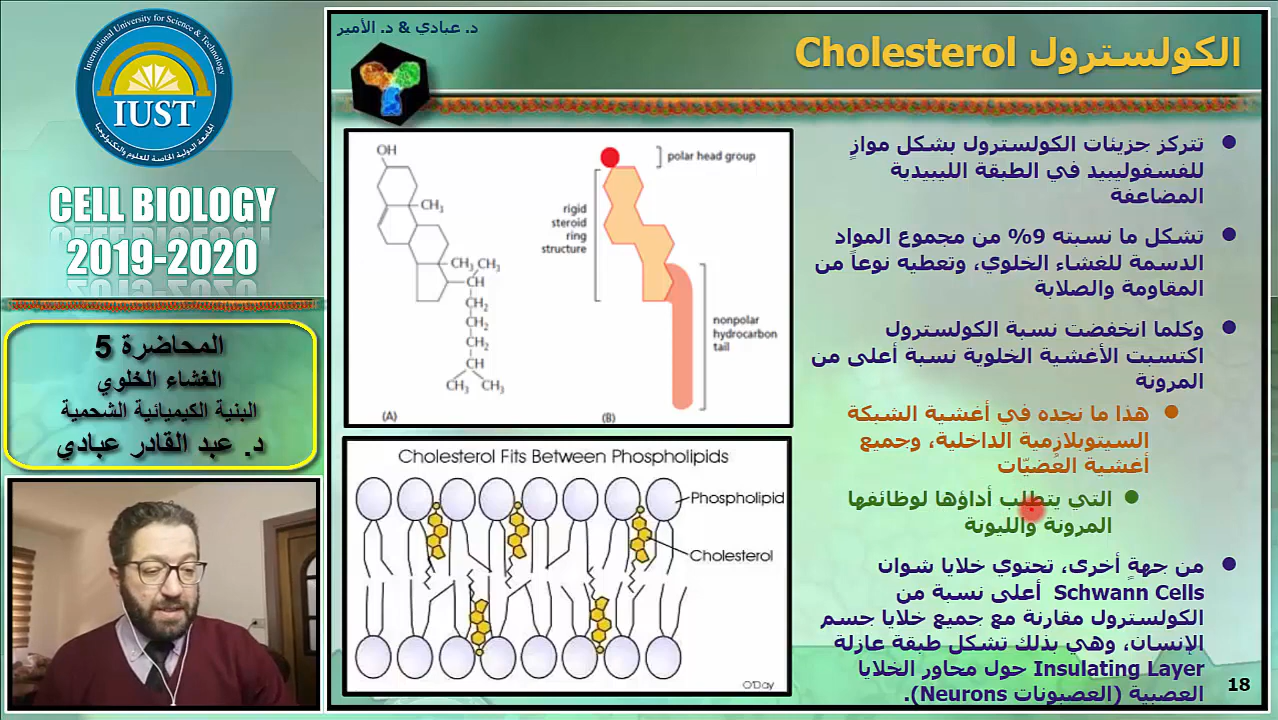 International University for Science & Technology
IUST
الجامعة الدولية الخاصة للعلوم والتكنولوجيا
CELL BIOLOGY
2019-2020
المحاضرة 5
الغشاء الخلوي
البنية الكيميائية الشحمية
د. عبد القادر عبادي
د. عبادي & د. الأمير
الكولسترول Cholesterol
تتركز جزيئات الكولسترول بشكل موازٍ
للفسفوليبيد في الطبقة الليبيدية
المضاعفة
تشكل ما نسبته 9% من مجموع المواد
الدسمة للغشاء الخلوي، وتعطيه نوعاً من
المقاومة والصلابة
وكلما انخفضت نسبة الكولسترول
اكتسبت الأغشية الخلوية نسبة أعلى من
المرونة
هذا ما نجده في أغشية الشبكة
السيتوبلازمية الداخلية، وجميع
أغشية العُضيّات
التي يتطلب أداؤها لوظائفها
المرونة والليونة
من جهةٍ أخرى، تحتوي خلايا شوان
Schwann Cells أعلى نسبة من
الكولسترول مقارنة مع جميع خلايا جسم
الإنسان، وهي بذلك تشكل طبقة عازلة
Insulating Layer حول محاور الخلايا
العصبية (العصبونات Neurons).
18
OH
CH3
CH3 CH3
CH
CH2
CH2
CH2
CH
CH3 CH3
(A)
polar head group
rigid
steroid
ring
structure
nonpolar
hydrocarbon
tail
(B)
Cholesterol Fits Between Phospholipids
Phospholipid
Cholesterol
O'Day